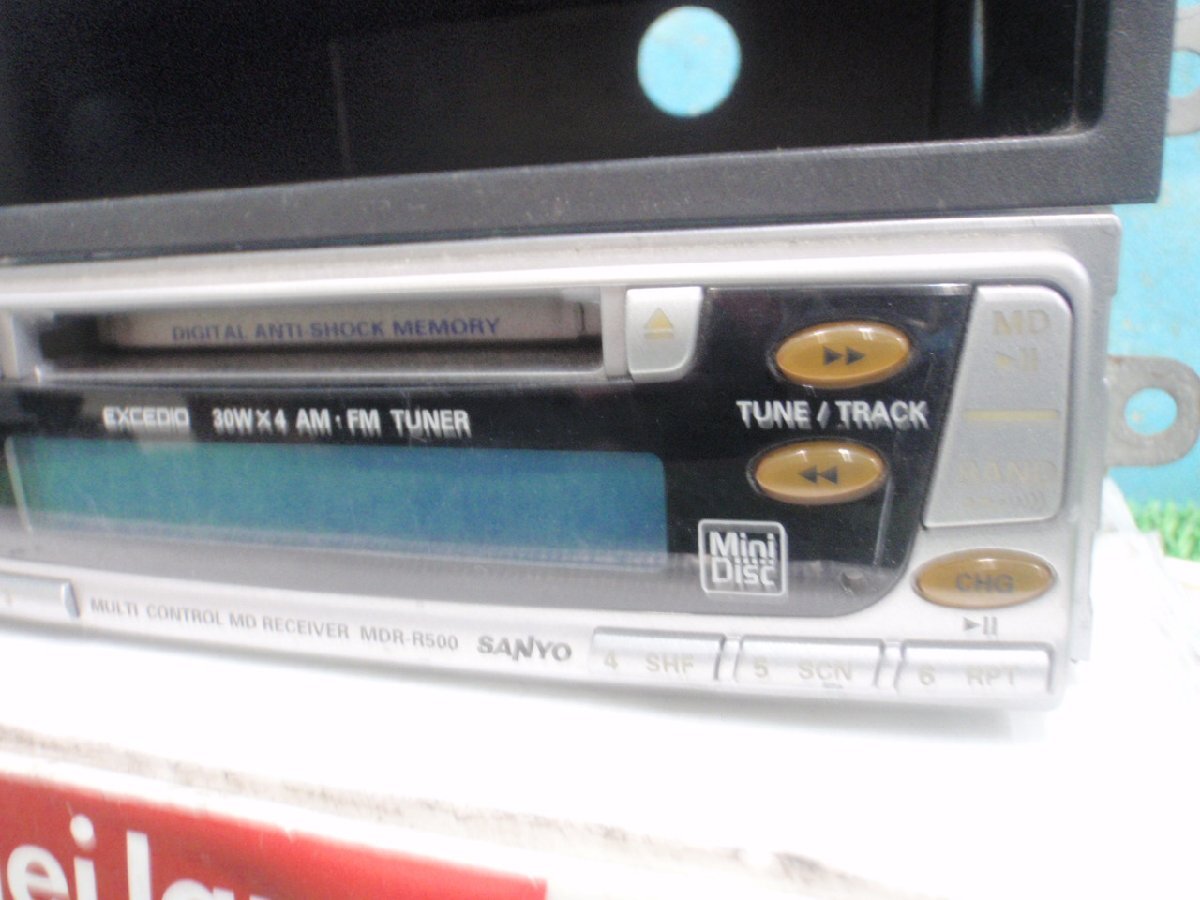 DIGITAL ANTI-SHOCK MEMORY
MD
EXCEDIO 30W×4 AM·FM TUNER
TUNE / TRACK
BAND
Mini
Disc
CHG
MULTI CONTROL MD RECEIVER MDR-R500 SANYO
4 SHF
5 SCN
6 RPT